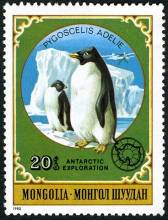 PYGOSCELIS ADELIE
20
ANTARCTIC
EXPLORATION
MONGOLIA - МОНГОЛ ШУУДАН
1980